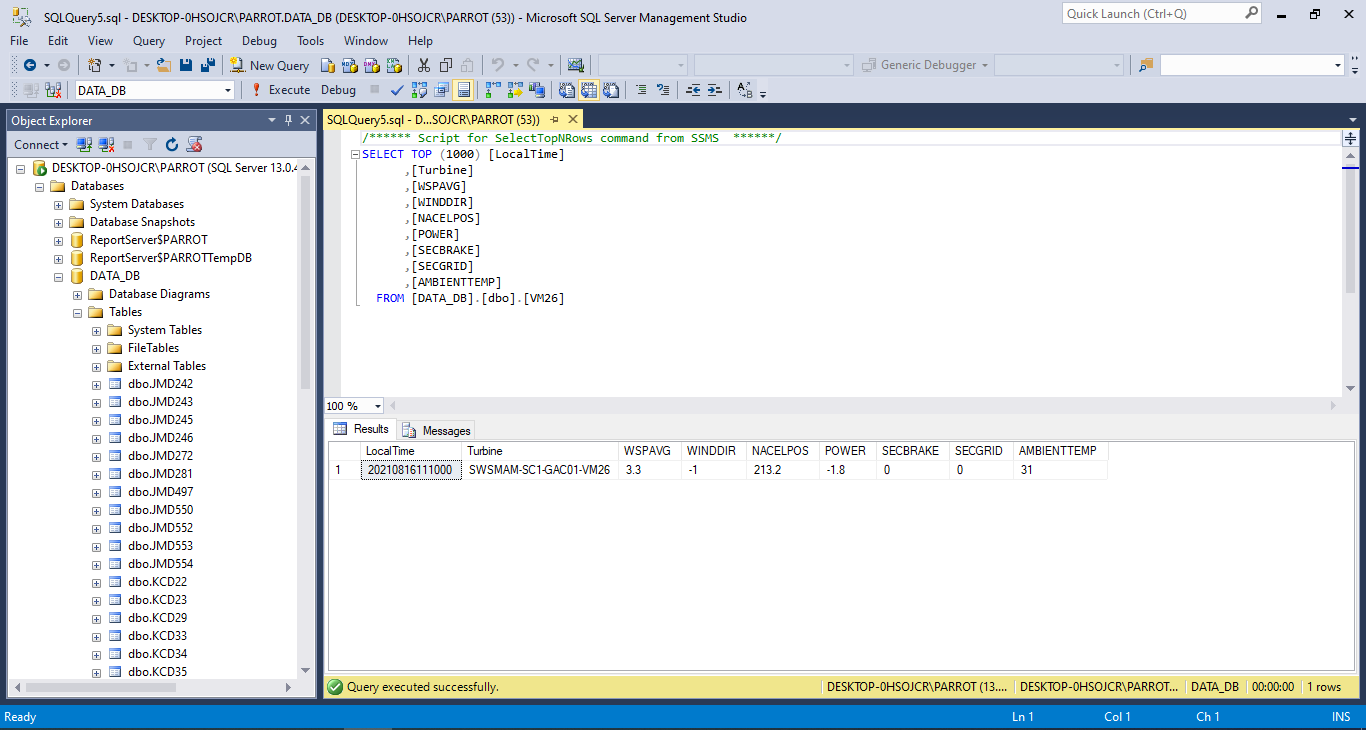 SQLQuery5.sql - DESKTOP-0HSOJCR\PARROT.DATA_DB (DESKTOP-0HSOJCR\PARROT (53)) - Microsoft SQL Server Management Studio
Quick Launch (Ctrl+Q)
File Edit View Query Project Debug Tools Window Help
New Query
Generic Debugger
DATA_DB
Execute Debug
Object Explorer
Connect
DESKTOP-0HSOJCR\PARROT (SQL Server 13.0.4
Databases
System Databases
Database Snapshots
ReportServer$PARROT
ReportServer$PARROTTempDB
DATA_DB
Database Diagrams
Tables
System Tables
FileTables
External Tables
dbo.JMD242
dbo.JMD243
dbo.JMD245
dbo.JMD246
dbo.JMD272
dbo.JMD281
dbo.JMD497
dbo.JMD550
dbo.JMD552
dbo.JMD553
dbo.JMD554
dbo.KCD22
dbo.KCD23
dbo.KCD29
dbo.KCD33
dbo.KCD34
dbo.KCD35
SQLQuery5.sql - D...SOJCR\PARROT (53))
/****** Script for SelectTopNRows command from SSMS ******/
SELECT TOP (1000) [LocalTime]
,[Turbine]
,[WSPAVG]
,[WINDDIR]
,[NACELPOS]
,[POWER]
,[SECBRAKE]
,[SECGRID]
,[AMBIENTTEMP]
FROM [DATA_DB].[dbo].[VM26]
100 %
Results Messages
LocalTime Turbine WSPAVG WINDDIR NACELPOS POWER SECBRAKE SECGRID AMBIENTTEMP
1 20210816111000 SWSMAM-SC1-GAC01-VM26 3.3 -1 213.2 -1.8 0 0 31
Query executed successfully. DESKTOP-0HSOJCR\PARROT (13.... DESKTOP-0HSOJCR\PARROT... DATA_DB 00:00:00 1 rows
Ready Ln 1 Col 1 Ch 1 INS